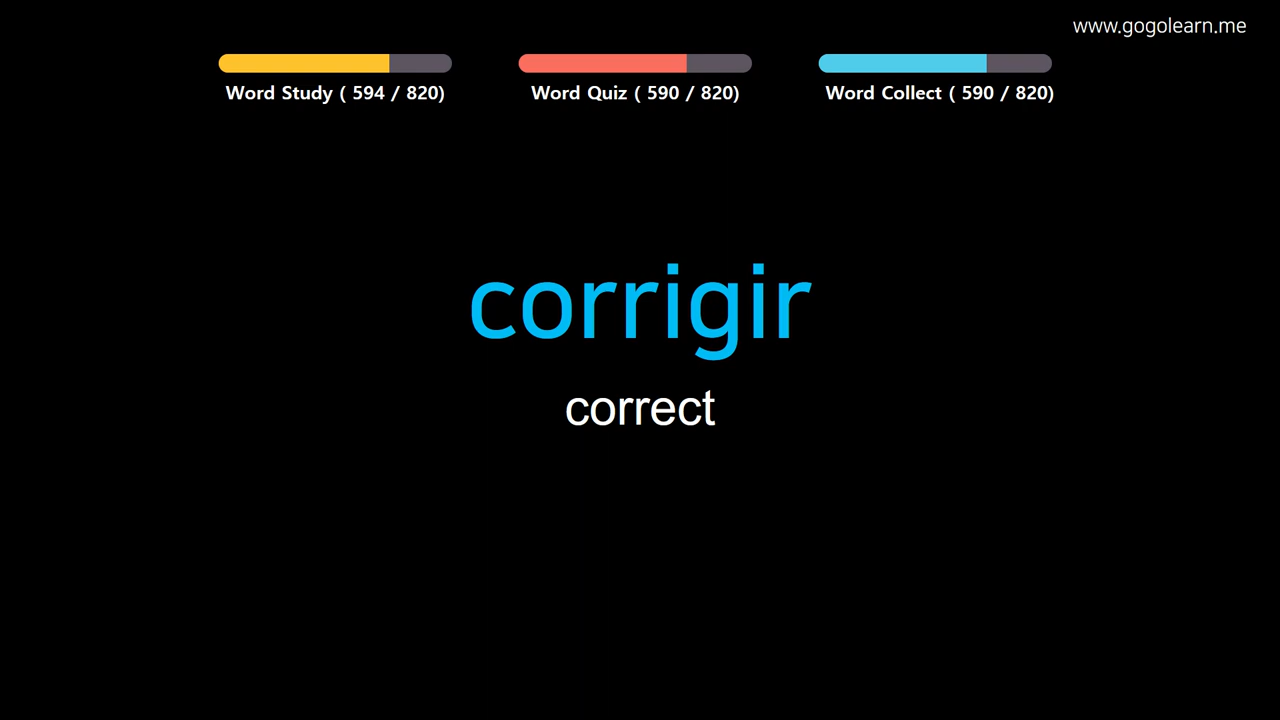 www.gogolearn.me
Word Study ( 594 / 820)
Word Quiz ( 590 / 820)
Word Collect ( 590 / 820)
corrigir
correct